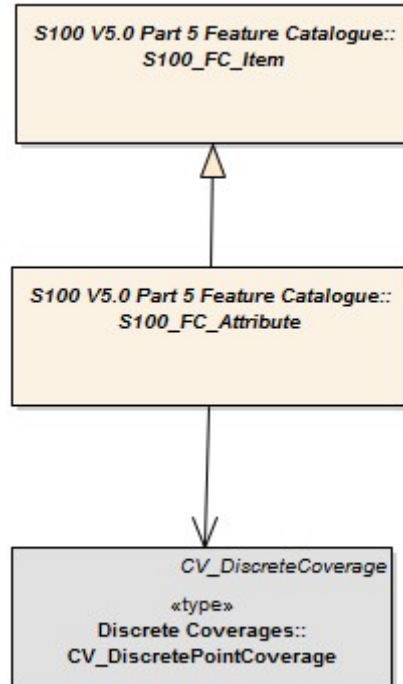 S100 V5.0 Part 5 Feature Catalogue::
S100_FC_Item
S100 V5.0 Part 5 Feature Catalogue::
S100_FC_Attribute
CV_DiscreteCoverage
«type»
Discrete Coverages::
CV_DiscretePointCoverage